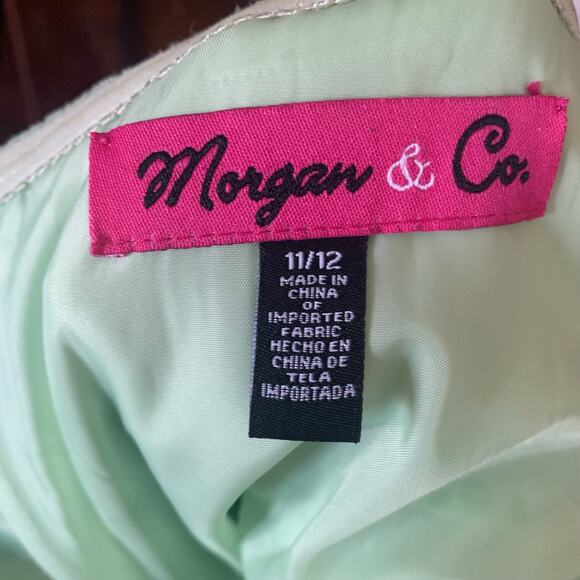 Morgan & Co.
11/12
MADE IN
CHINA
OF
IMPORTED
FABRIC
HECHO EN
CHINA DE
TELA
IMPORTADA